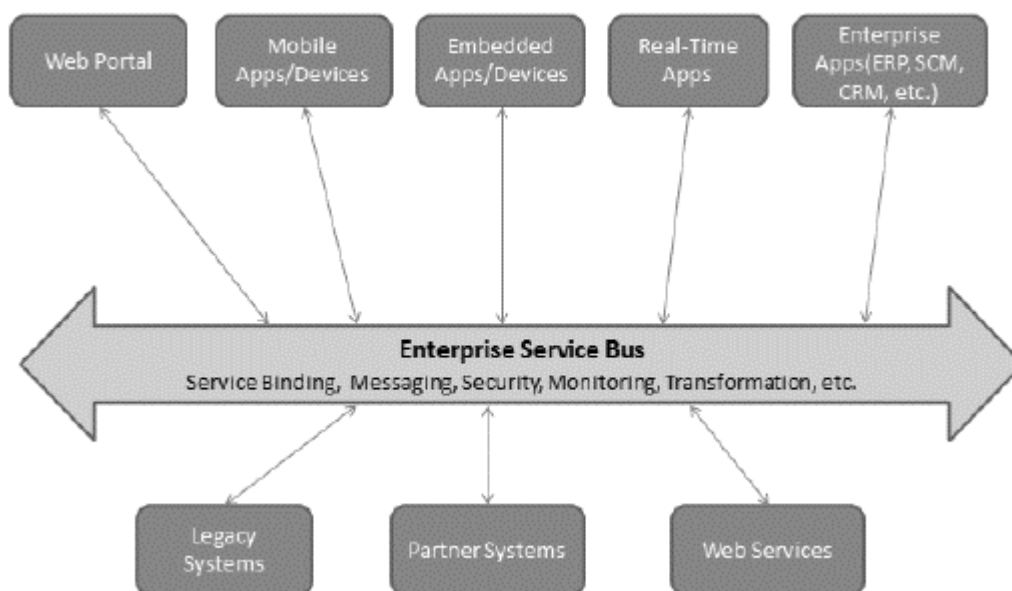 Web Portal
Mobile
Apps/Devices
Embedded
Apps/Devices
Real-Time
Apps
Enterprise
Apps(ERP, SCM,
CRM, etc.)
Enterprise Service Bus
Service Binding, Messaging, Security, Monitoring, Transformation, etc.
Legacy
Systems
Partner Systems
Web Services